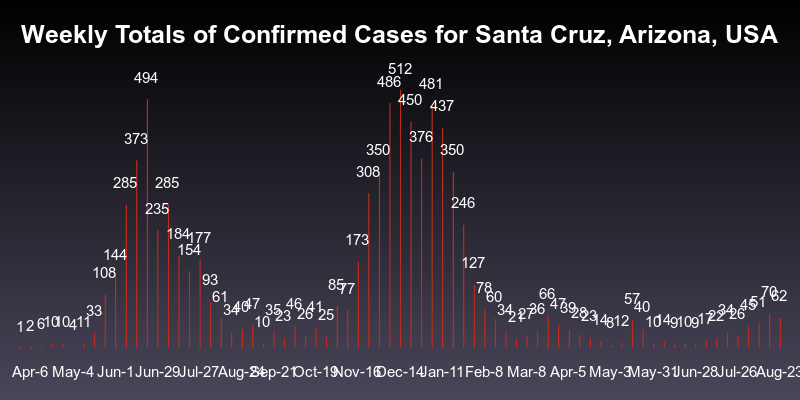 Weekly Totals of Confirmed Cases for Santa Cruz, Arizona, USA
1 2 6 10 10 4 11 33 108 144 285 373 494 235 285 184 154 177 93 61 34 40 47 10 35 23 46 26 41 25 85 77 173 308 350 486 512 450 376 481 437 350 246 127 78 60 34 21 27 36 66 47 39 28 23 14 8 12 57 40 10 14 9 10 9 17 22 34 26 45 51 70 62
Apr-6 May-4 Jun-1 Jun-29 Jul-27 Aug-24 Sep-21 Oct-19 Nov-16 Dec-14 Jan-11 Feb-8 Mar-8 Apr-5 May-3 May-31 Jun-28 Jul-26 Aug-23